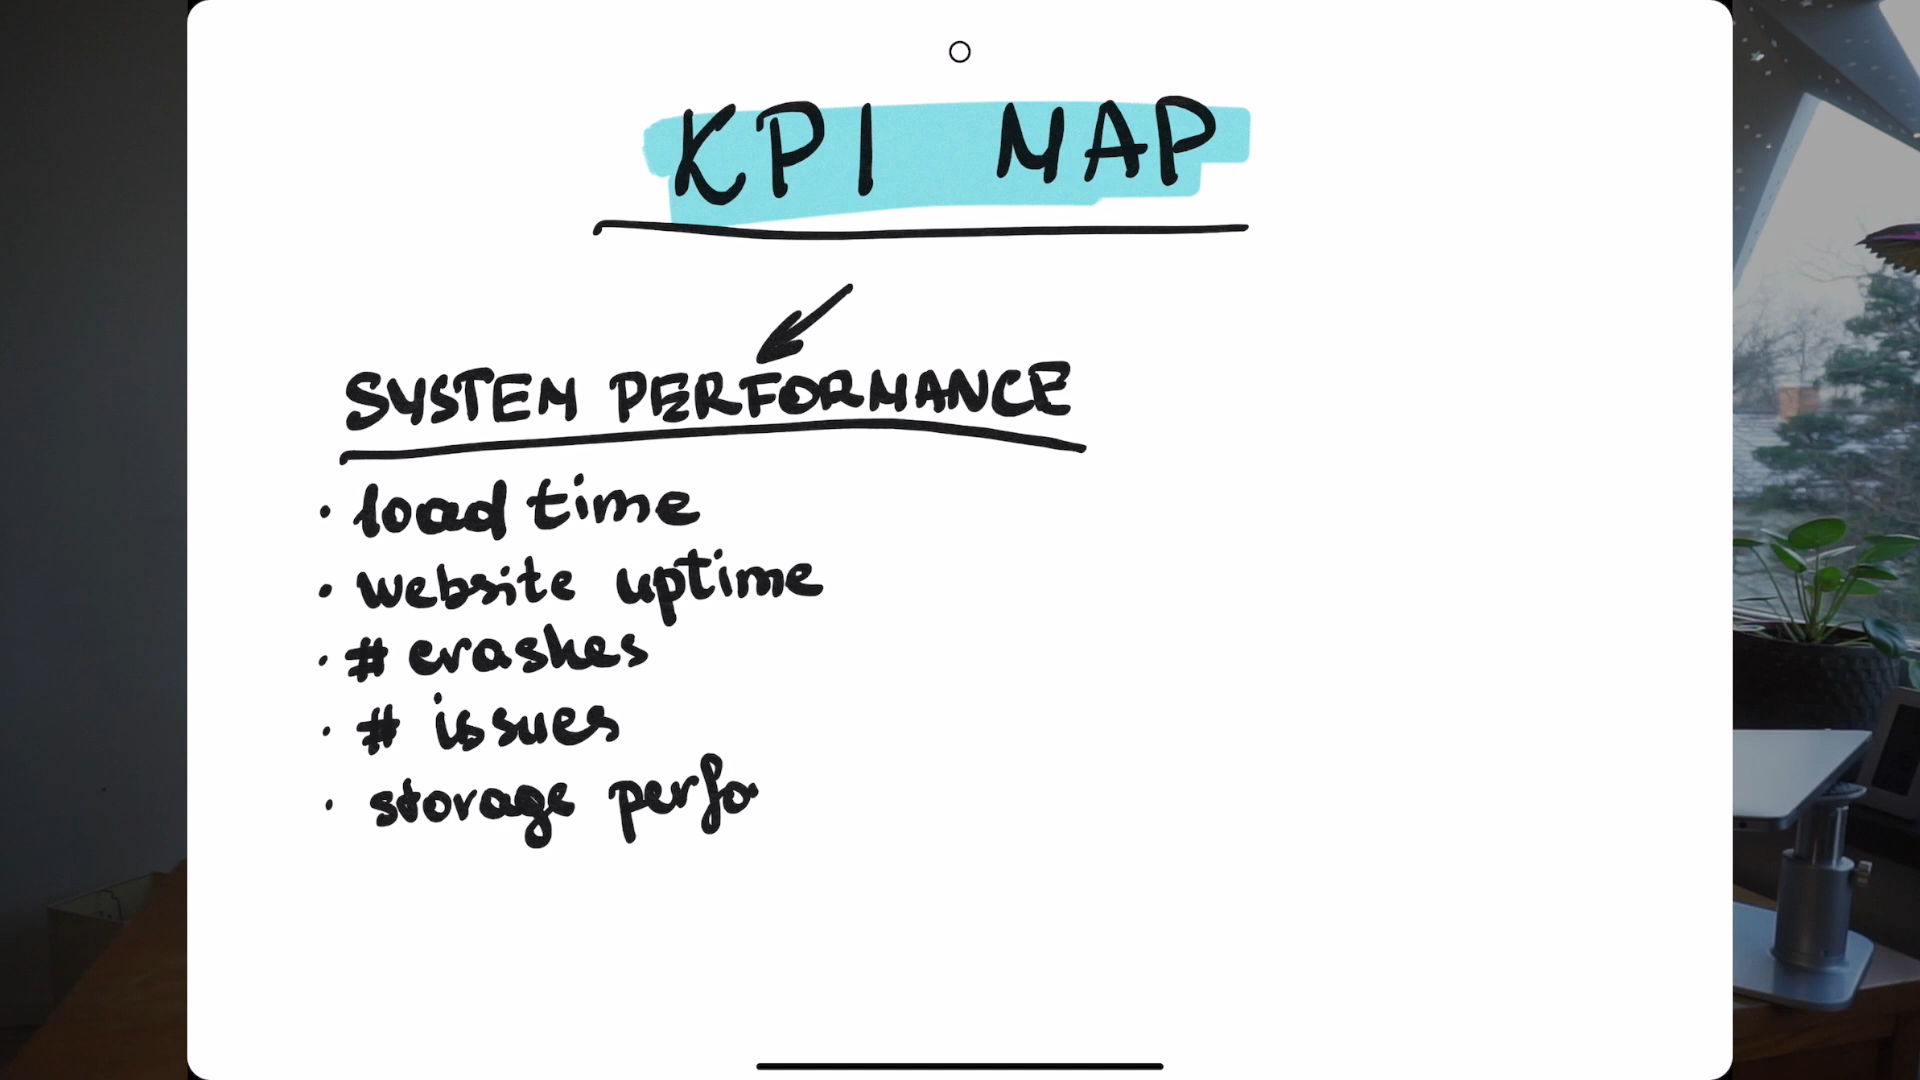 KPI MAP
SYSTEM PERFORMANCE
• load time
• website uptime
• # crashes
• # issues
• storage perfo